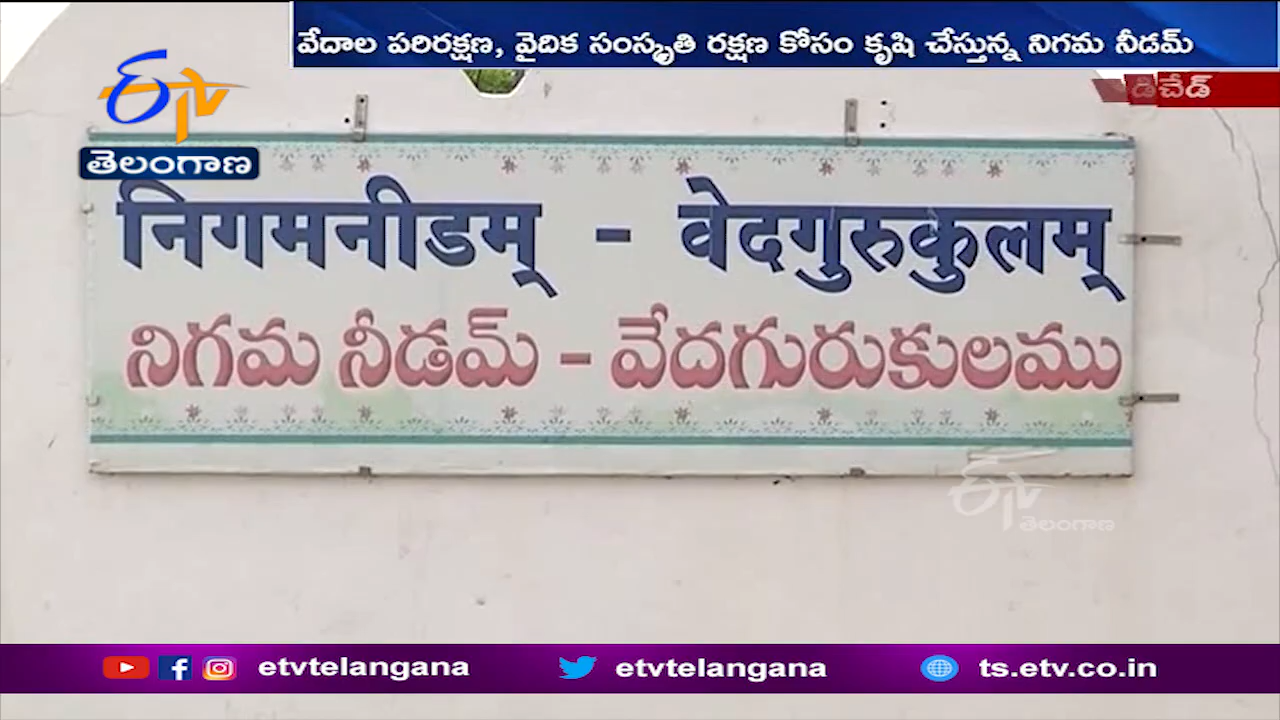 వేదాల పరిరక్షణ, వైదిక సంస్కృతి రక్షణ కోసం కృషి చేస్తున్న నిగమ నీడమ్
తెలంగాణ
निगमनीडम् - वेदगुरुकुलम्
నిగమ నీడమ్ - వేదగురుకులము
తెలంగాణ
etvtelangana etvtelangana ts.etv.co.in